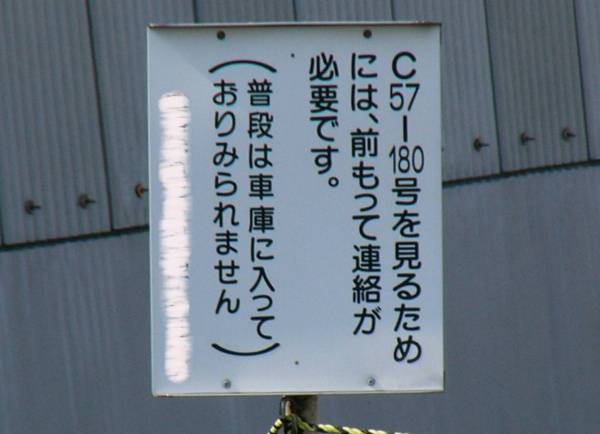 C57-180号を見るため
には、前もって連絡が
必要です。
(普段は車庫に入って
おりみられません)